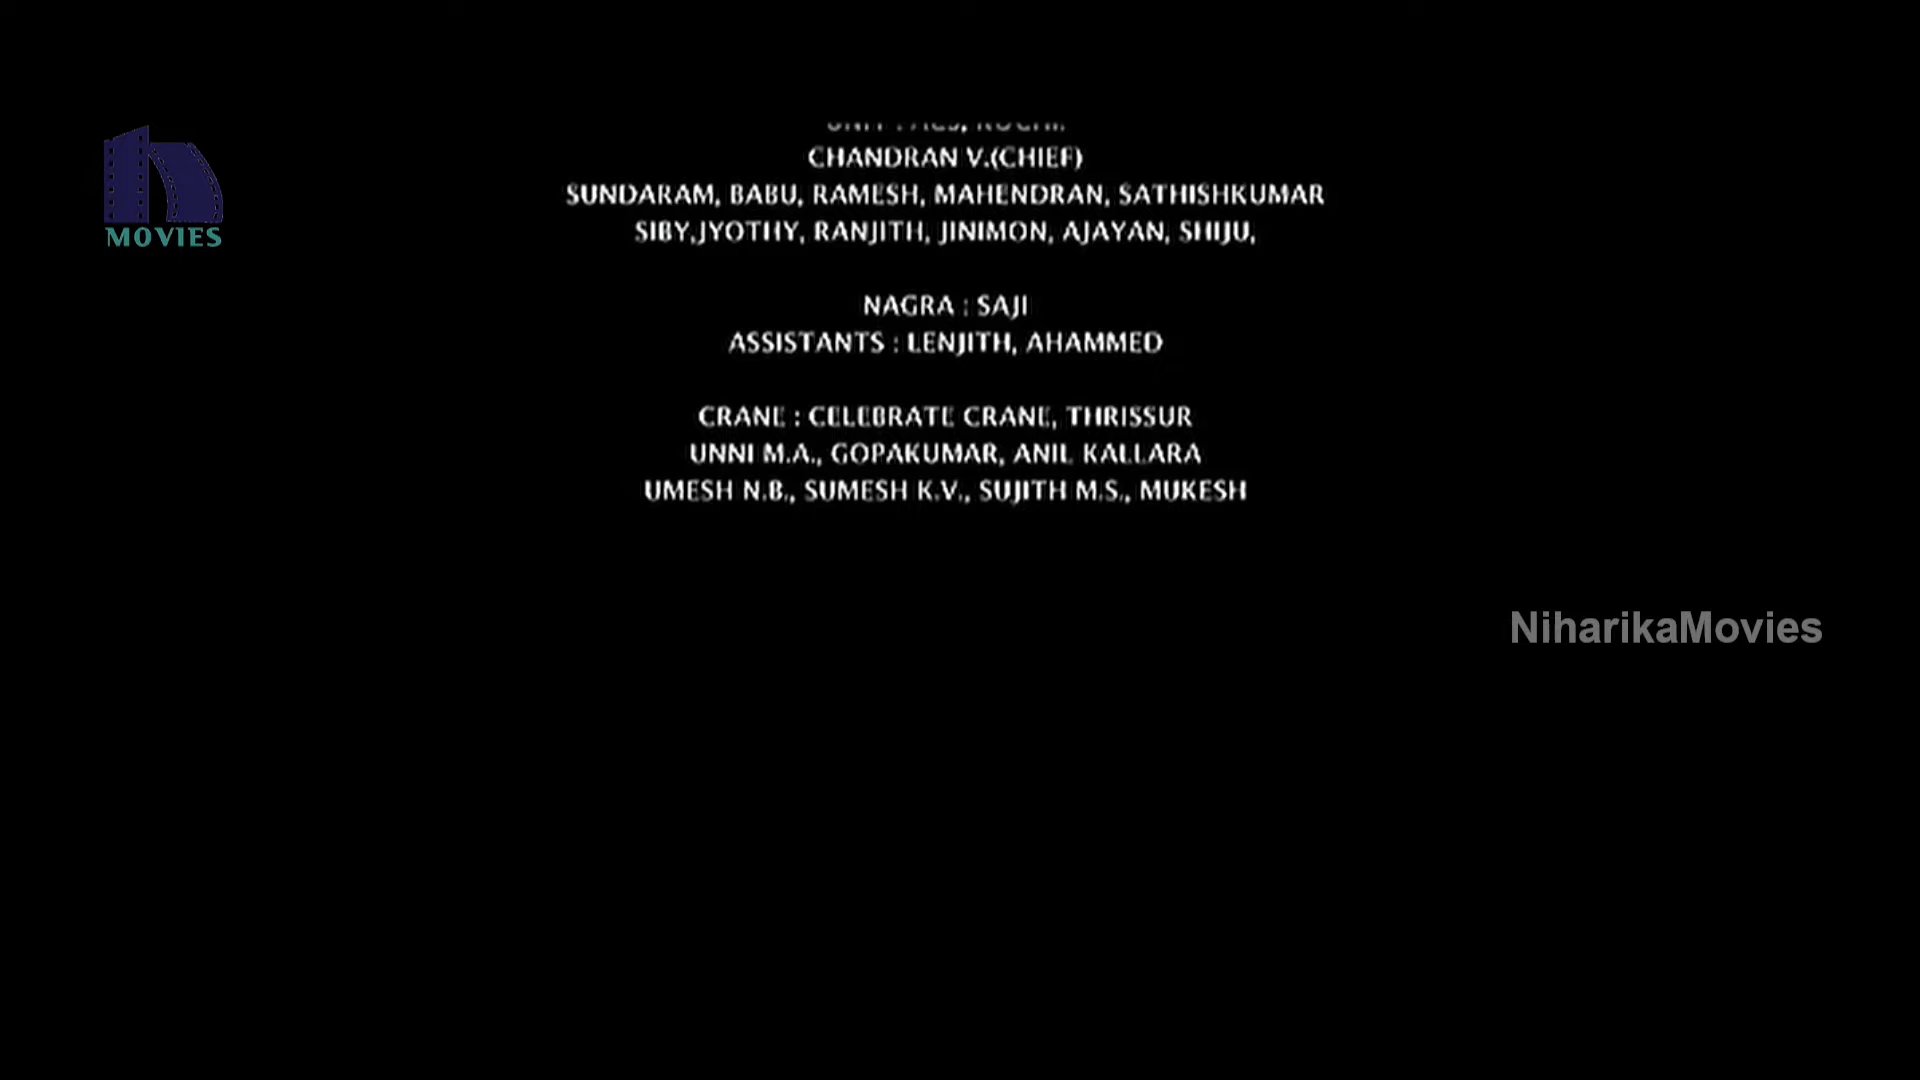 CHANDRAN V.(CHIEF)
SUNDARAM, BABU, RAMESH, MAHENDRAN, SATHISHKUMAR
SIBY,JYOTHY, RANJITH, JINIMON, AJAYAN, SHIJU,
NAGRA : SAJI
ASSISTANTS : LENJITH, AHAMMED
CRANE : CELEBRATE CRANE, THRISSUR
UNNI M.A., GOPAKUMAR, ANIL KALLARA
UMESH N.B., SUMESH K.V., SUJITH M.S., MUKESH
MOVIES
NiharikaMovies